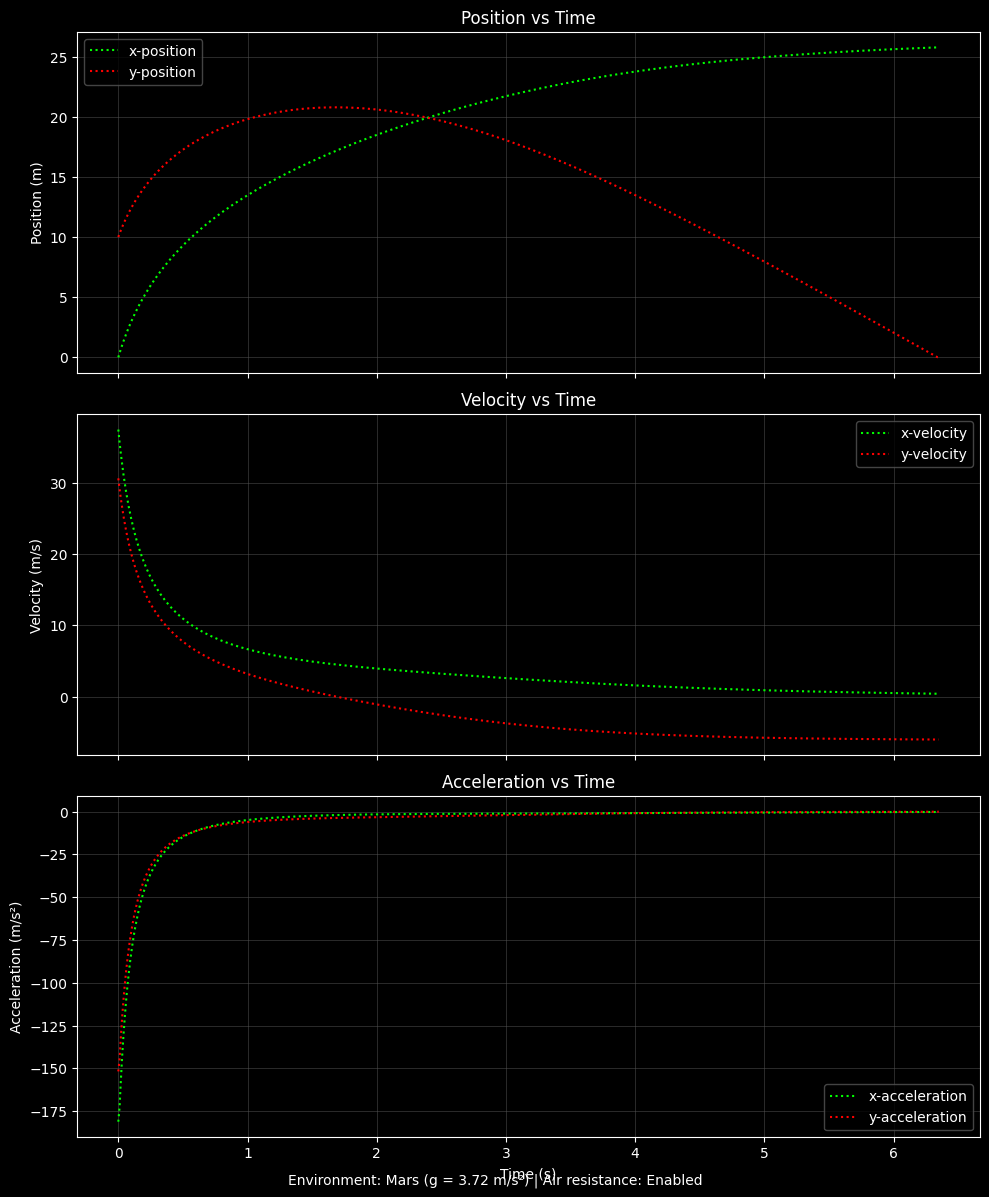 Position vs Time
x-position
y-position
Position (m)
25
20
15
10
5
0
Velocity vs Time
x-velocity
y-velocity
Velocity (m/s)
30
20
10
0
Acceleration vs Time
Acceleration (m/s²)
0
−25
−50
−75
−100
−125
−150
−175
x-acceleration
y-acceleration
0 1 2 3 4 5 6
Time (s)
Environment: Mars (g = 3.72 m/s²) | Air resistance: Enabled